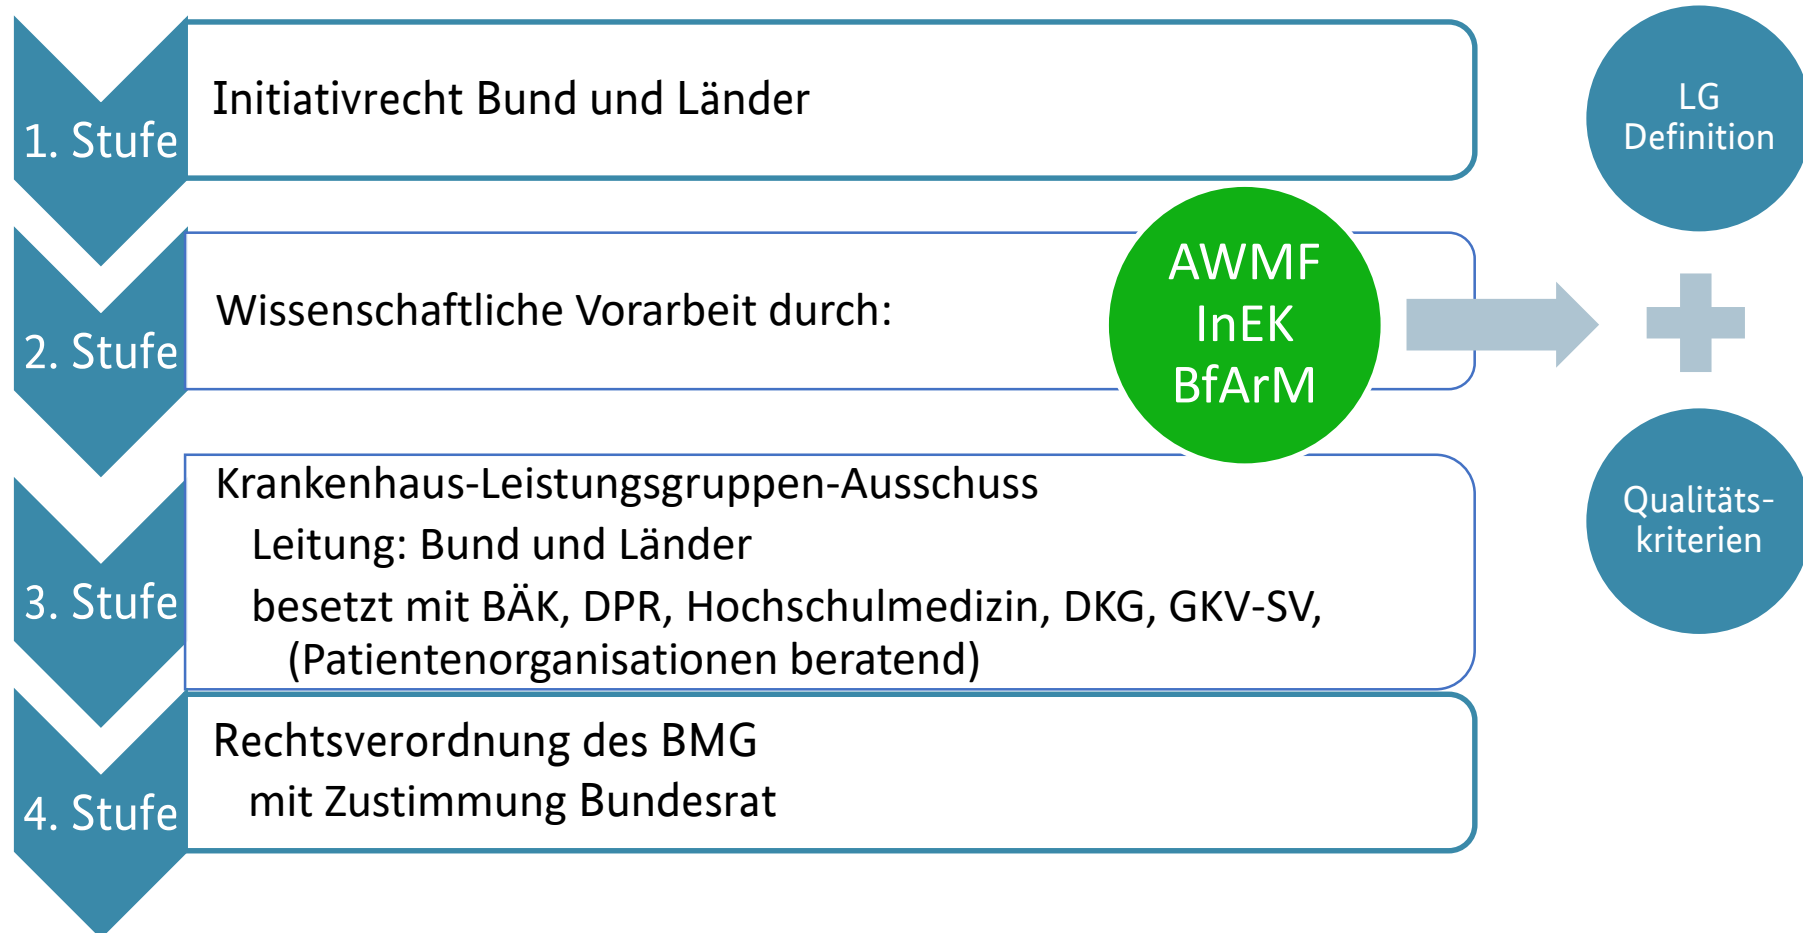 1. Stufe
Initiativrecht Bund und Länder
2. Stufe
Wissenschaftliche Vorarbeit durch:
AWMF
InEK
BfArM
3. Stufe
Krankenhaus-Leistungsgruppen-Ausschuss
Leitung: Bund und Länder
besetzt mit BÄK, DPR, Hochschulmedizin, DKG, GKV-SV,
(Patientenorganisationen beratend)
4. Stufe
Rechtsverordnung des BMG
mit Zustimmung Bundesrat
LG
Definition
Qualitäts-
kriterien